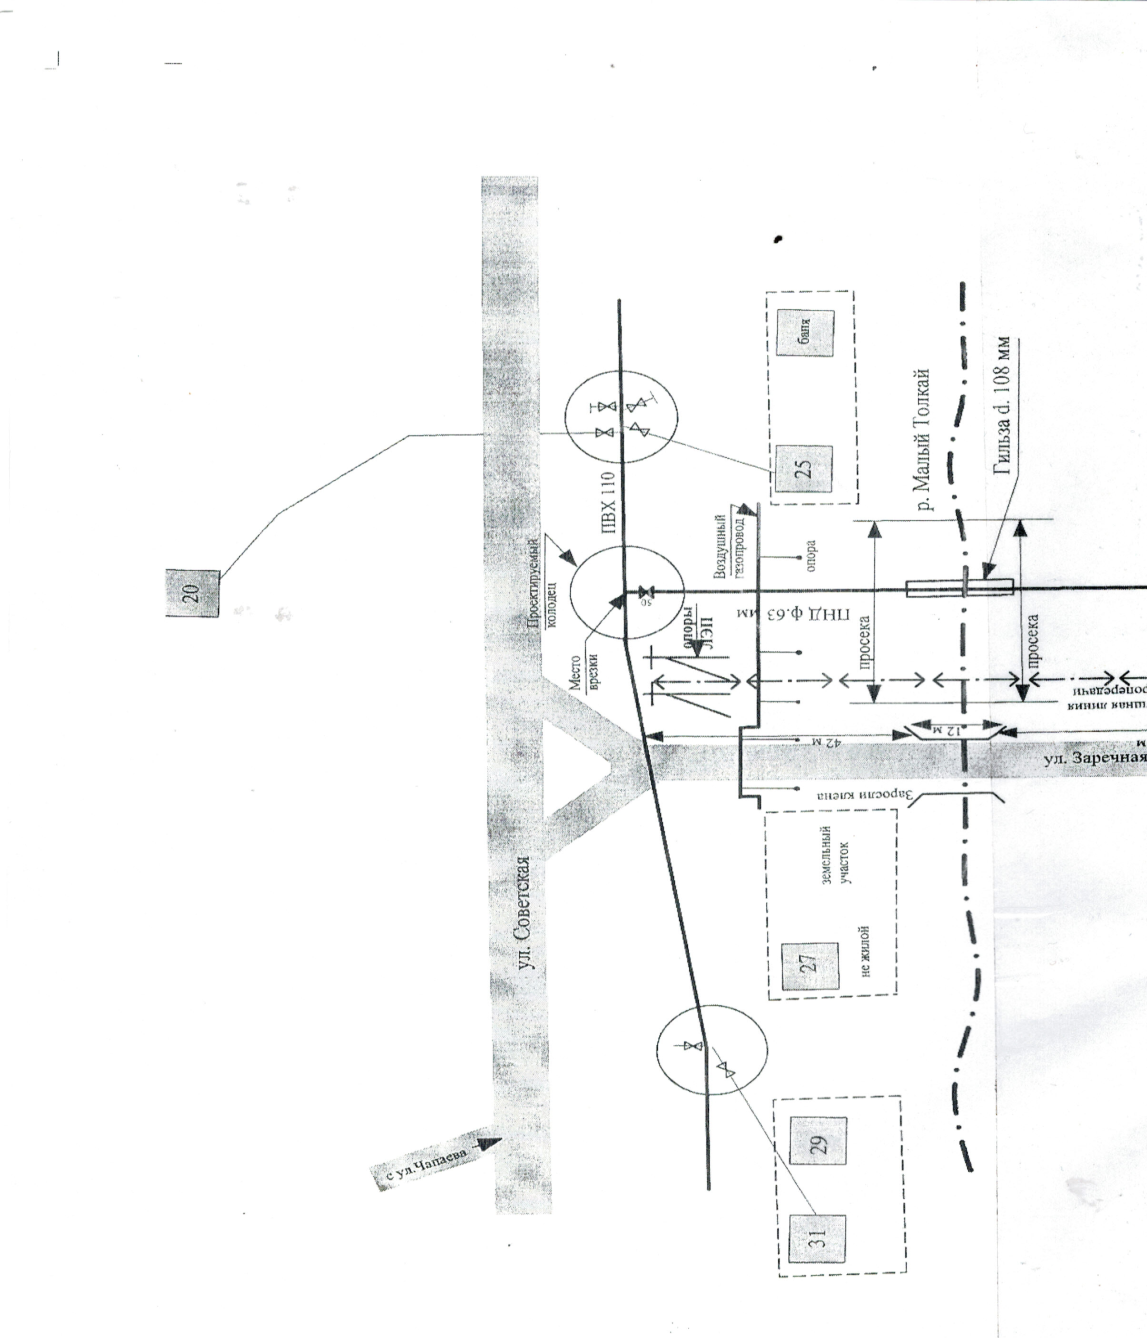 20
ул. Советская
с ул.Чапаева
Проектируемый
колодец
Место
врезки
ПВХ 110
50
опоры
ЛЭП
ПНД ф.63 мм
Воздушный
газопровод
опора
баня
25
р. Малый Толкай
Гильза d. 108 мм
просека
просека
42 м
12 м
ул. Заречная
Заросли клена
земельный
участок
27
не жилой
29
31